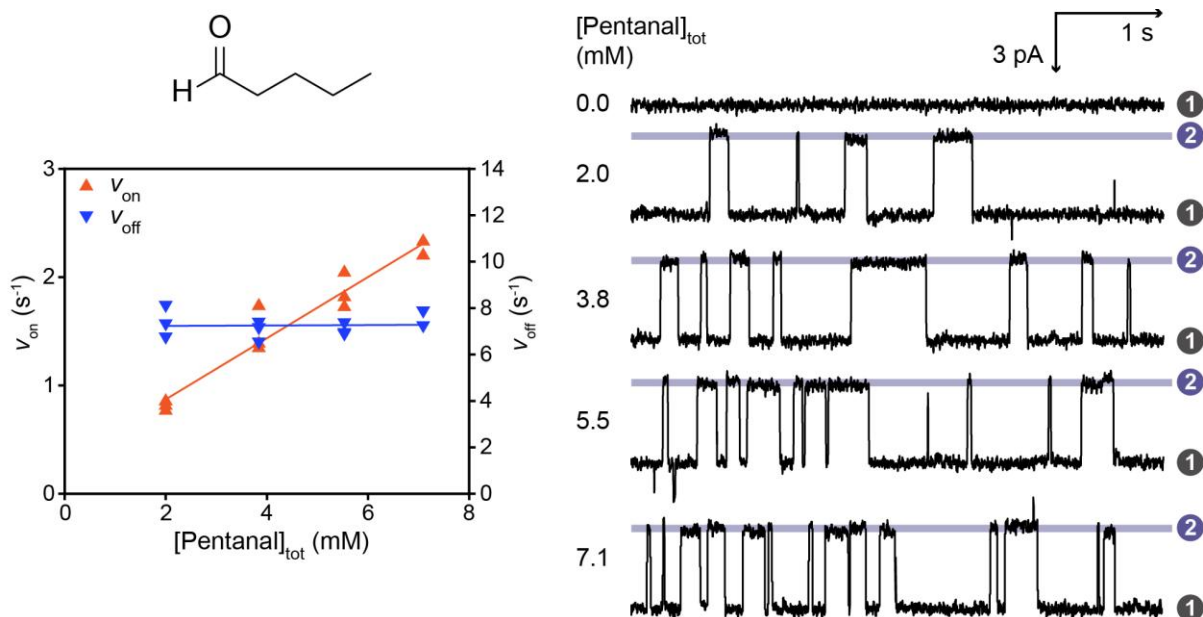 O
H
3
2
1
0
v_on (s⁻¹)
v_on
v_off
14
12
10
8
6
4
2
0
v_off (s⁻¹)
0 2 4 6 8
[Pentanal]_tot (mM)
[Pentanal]_tot
(mM)
1 s
3 pA
0.0 1
2
2.0
1
2
3.8
1
2
5.5
1
2
7.1
1